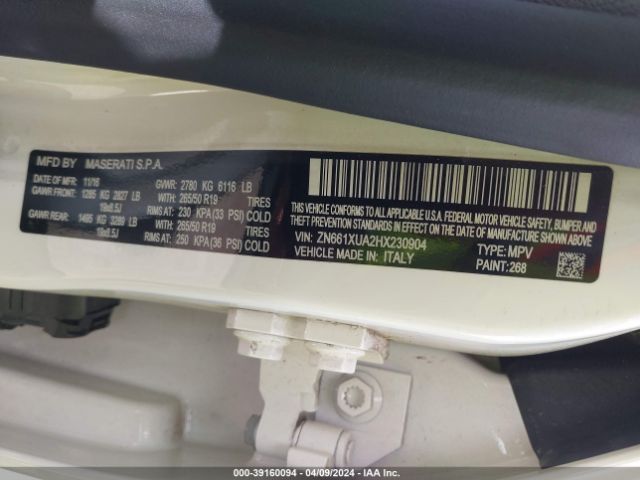 MFD BY MASERATI S.P.A.
DATE OF MFG: 11/16 GVWR: 2780 KG 6116 LB
GAWR FRONT: 1285 KG 2827 LB WITH: 265/50 R19 TIRES
19x8.5J RIMS AT: 230 KPA (33 PSI) COLD
GAWR REAR: 1495 KG 3289 LB WITH: 265/50 R19 TIRES
19x8.5J RIMS AT: 250 KPA (36 PSI) COLD
THIS VEHICLE CONFORMS TO ALL APPLICABLE U.S.A. FEDERAL MOTOR VEHICLE SAFETY, BUMPER AND
THEFT PREVENTION STANDARDS IN EFFECT ON THE DATE OF MANUFACTURE SHOWN ABOVE
VIN: ZN661XUA2HX230904 TYPE: MPV
VEHICLE MADE IN: ITALY PAINT: 268
000-39160094 / 04/09/2024 - IAA Inc.